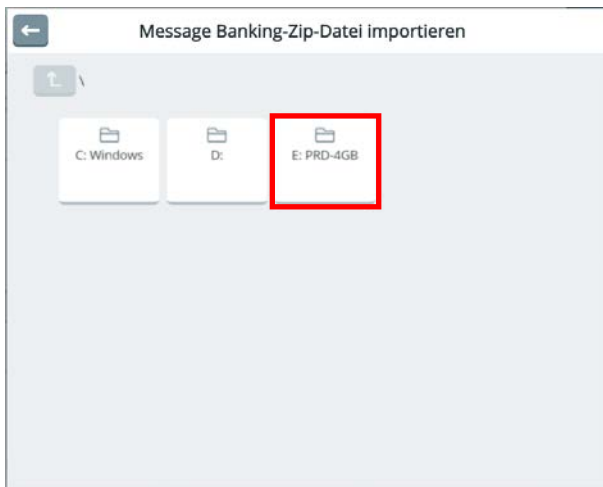 Message Banking-Zip-Datei importieren
\
C: Windows
D:
E: PRD-4GB